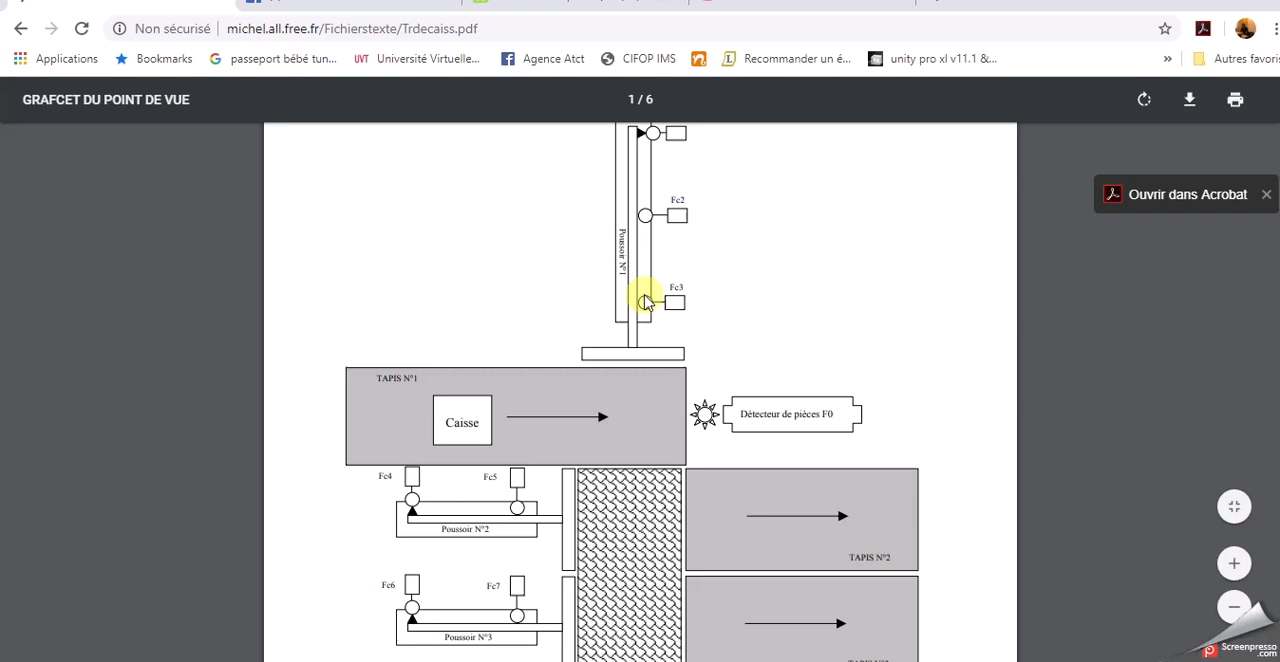 Non sécurisé michel.all.free.fr/Fichierstexte/Trdecaiss.pdf
Applications Bookmarks passeport bébé tun... UVT Université Virtuelle... Agence Atct CIFOP IMS Recommander un é... unity pro xl v11.1 &... » Autres favoris
GRAFCET DU POINT DE VUE 1 / 6
Ouvrir dans Acrobat
Fc2
Poussoir N°1
Fc3
TAPIS N°1
Caisse
Détecteur de pièces F0
Fc4 Fc5
Poussoir N°2
TAPIS N°2
Fc6 Fc7
Poussoir N°3
Screenpresso
.com